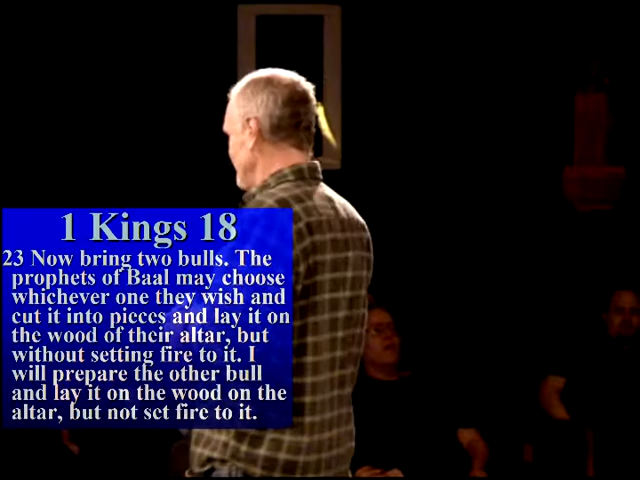 1 Kings 18
23 Now bring two bulls. The
prophets of Baal may choose
whichever one they wish and
cut it into pieces and lay it on
the wood of their altar, but
without setting fire to it. I
will prepare the other bull
and lay it on the wood on the
altar, but not set fire to it.